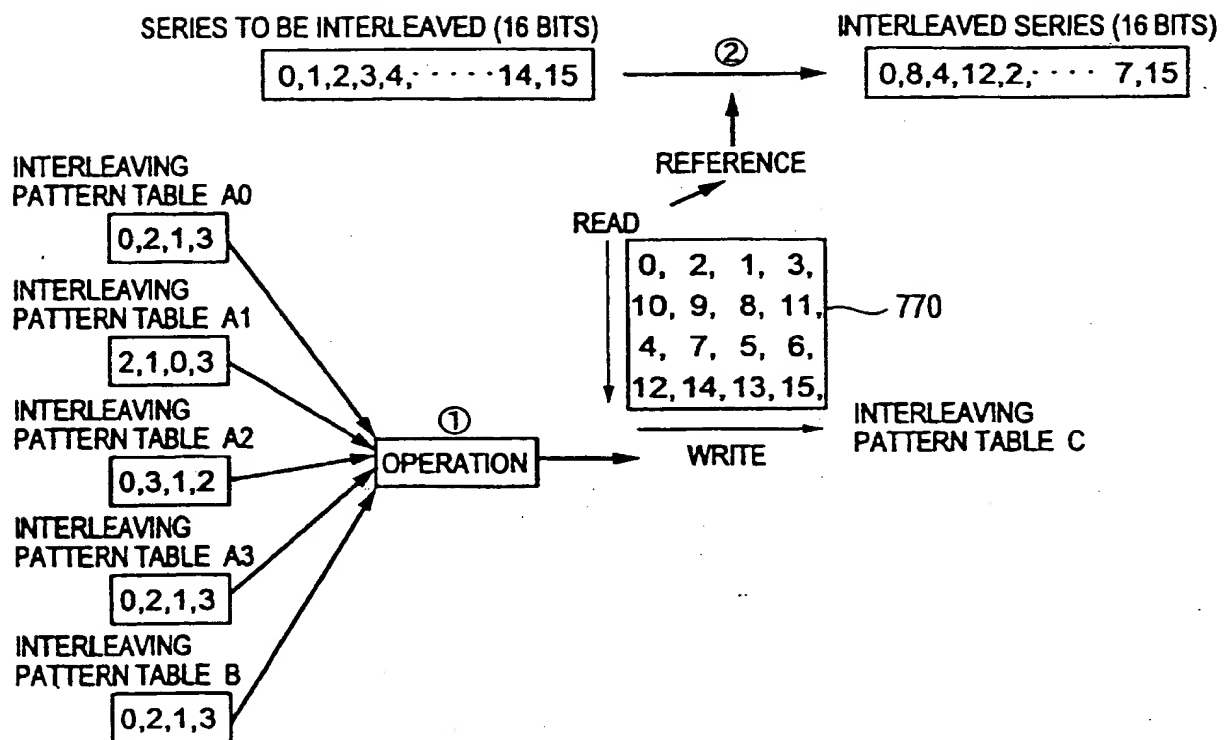 SERIES TO BE INTERLEAVED (16 BITS)
0,1,2,3,4,·····14,15
②
INTERLEAVED SERIES (16 BITS)
0,8,4,12,2,···· 7,15
REFERENCE
READ
INTERLEAVING
PATTERN TABLE A0
0,2,1,3
INTERLEAVING
PATTERN TABLE A1
2,1,0,3
INTERLEAVING
PATTERN TABLE A2
0,3,1,2
INTERLEAVING
PATTERN TABLE A3
0,2,1,3
INTERLEAVING
PATTERN TABLE B
0,2,1,3
①
OPERATION
0, 2, 1, 3,
10, 9, 8, 11,
4, 7, 5, 6,
12, 14, 13, 15,
770
WRITE
INTERLEAVING
PATTERN TABLE C